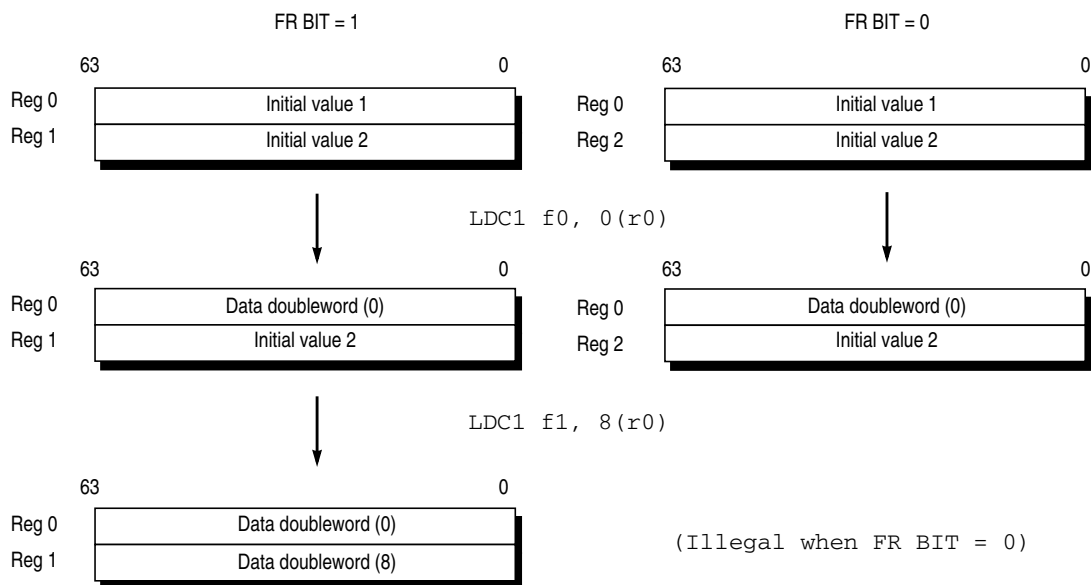 FR BIT = 1 FR BIT = 0
63 0 63 0
Reg 0 Initial value 1 Reg 0 Initial value 1
Reg 1 Initial value 2 Reg 2 Initial value 2
LDC1 f0, 0(r0)
63 0 63 0
Reg 0 Data doubleword (0) Reg 0 Data doubleword (0)
Reg 1 Initial value 2 Reg 2 Initial value 2
LDC1 f1, 8(r0)
63 0
Reg 0 Data doubleword (0)
Reg 1 Data doubleword (8)
(Illegal when FR BIT = 0)